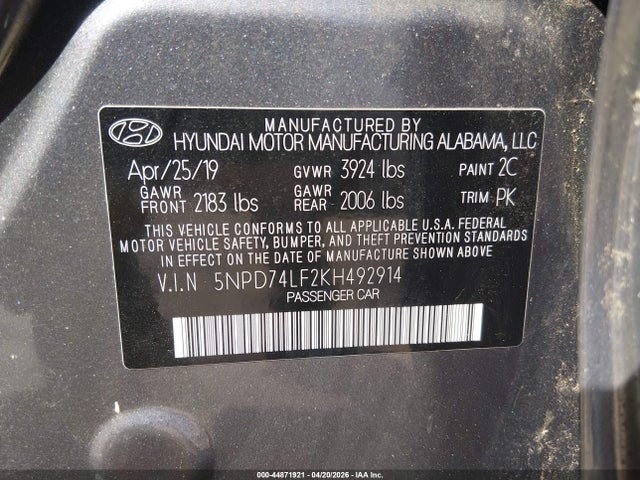 MANUFACTURED BY
HYUNDAI MOTOR MANUFACTURING ALABAMA, LLC
Apr/25/19 GVWR 3924 lbs PAINT 2C
GAWR FRONT 2183 lbs GAWR REAR 2006 lbs TRIM PK
THIS VEHICLE CONFORMS TO ALL APPLICABLE U.S.A. FEDERAL
MOTOR VEHICLE SAFETY, BUMPER, AND THEFT PREVENTION STANDARDS
IN EFFECT ON THE DATE OF MANUFACTURE SHOWN ABOVE.
V.I.N 5NPD74LF2KH492914
PASSENGER CAR
000-44871921 - 04/20/2026 - IAA Inc.